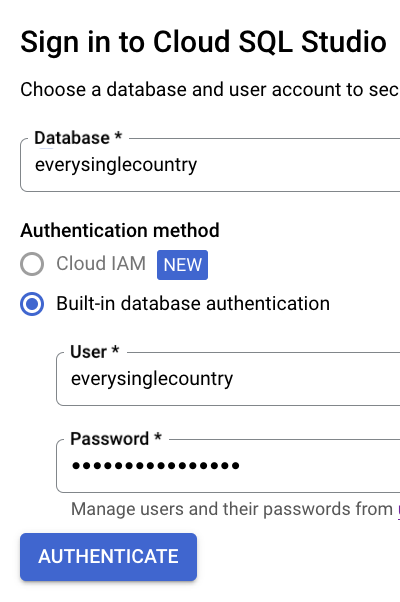 Sign in to Cloud SQL Studio
Choose a database and user account to sec
Database *
everysinglecountry
Authentication method
Cloud IAM NEW
Built-in database authentication
User *
everysinglecountry
Password *
••••••••••••••••
Manage users and their passwords from
AUTHENTICATE